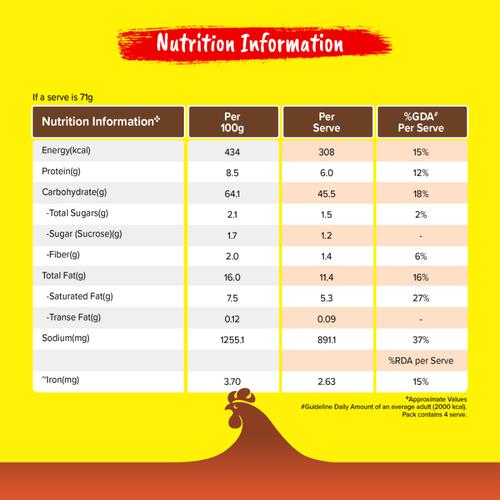 Nutrition Information
If a serve is 71g
Nutrition Information❖ Per 100g Per Serve %GDA# Per Serve
Energy(kcal) 434 308 15%
Protein(g) 8.5 6.0 12%
Carbohydrate(g) 64.1 45.5 18%
-Total Sugars(g) 2.1 1.5 2%
-Sugar (Sucrose)(g) 1.7 1.2 -
-Fiber(g) 2.0 1.4 6%
Total Fat(g) 16.0 11.4 16%
-Saturated Fat(g) 7.5 5.3 27%
-Transe Fat(g) 0.12 0.09 -
Sodium(mg) 1255.1 891.1 37%
%RDA per Serve
~Iron(mg) 3.70 2.63 15%
❖Approximate Values
#Guideline Daily Amount of an average adult (2000 kcal).
Pack contains 4 serve.